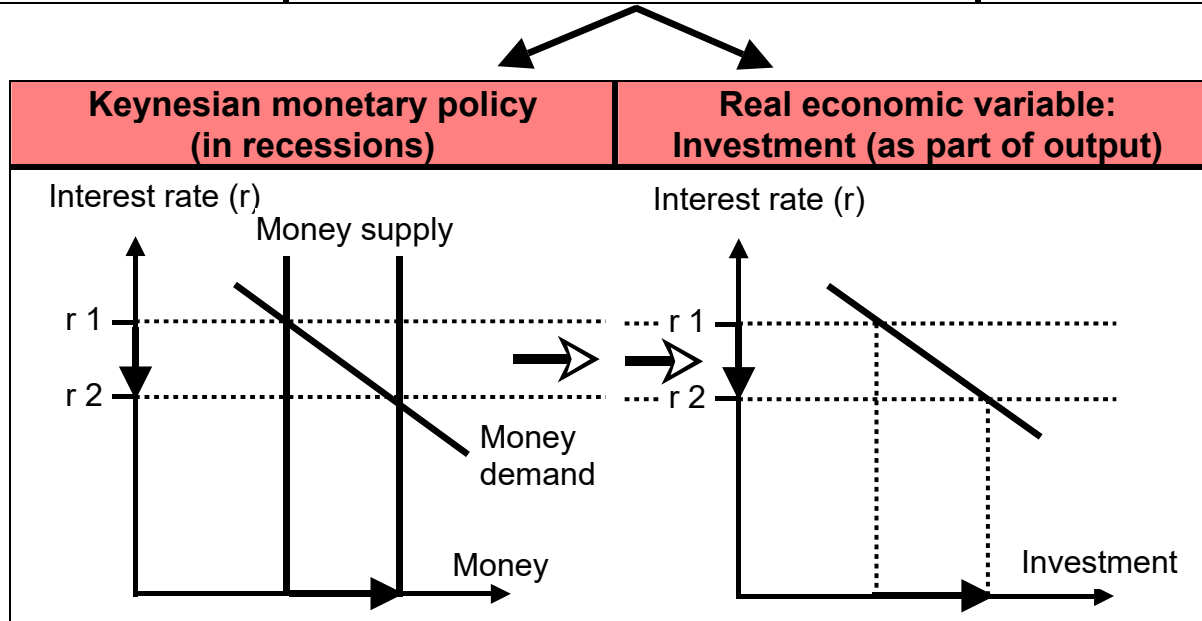 Keynesian monetary policy
(in recessions)
Real economic variable:
Investment (as part of output)
Interest rate (r)
Money supply
r 1
r 2
Money
demand
Money
Interest rate (r)
r 1
r 2
Investment